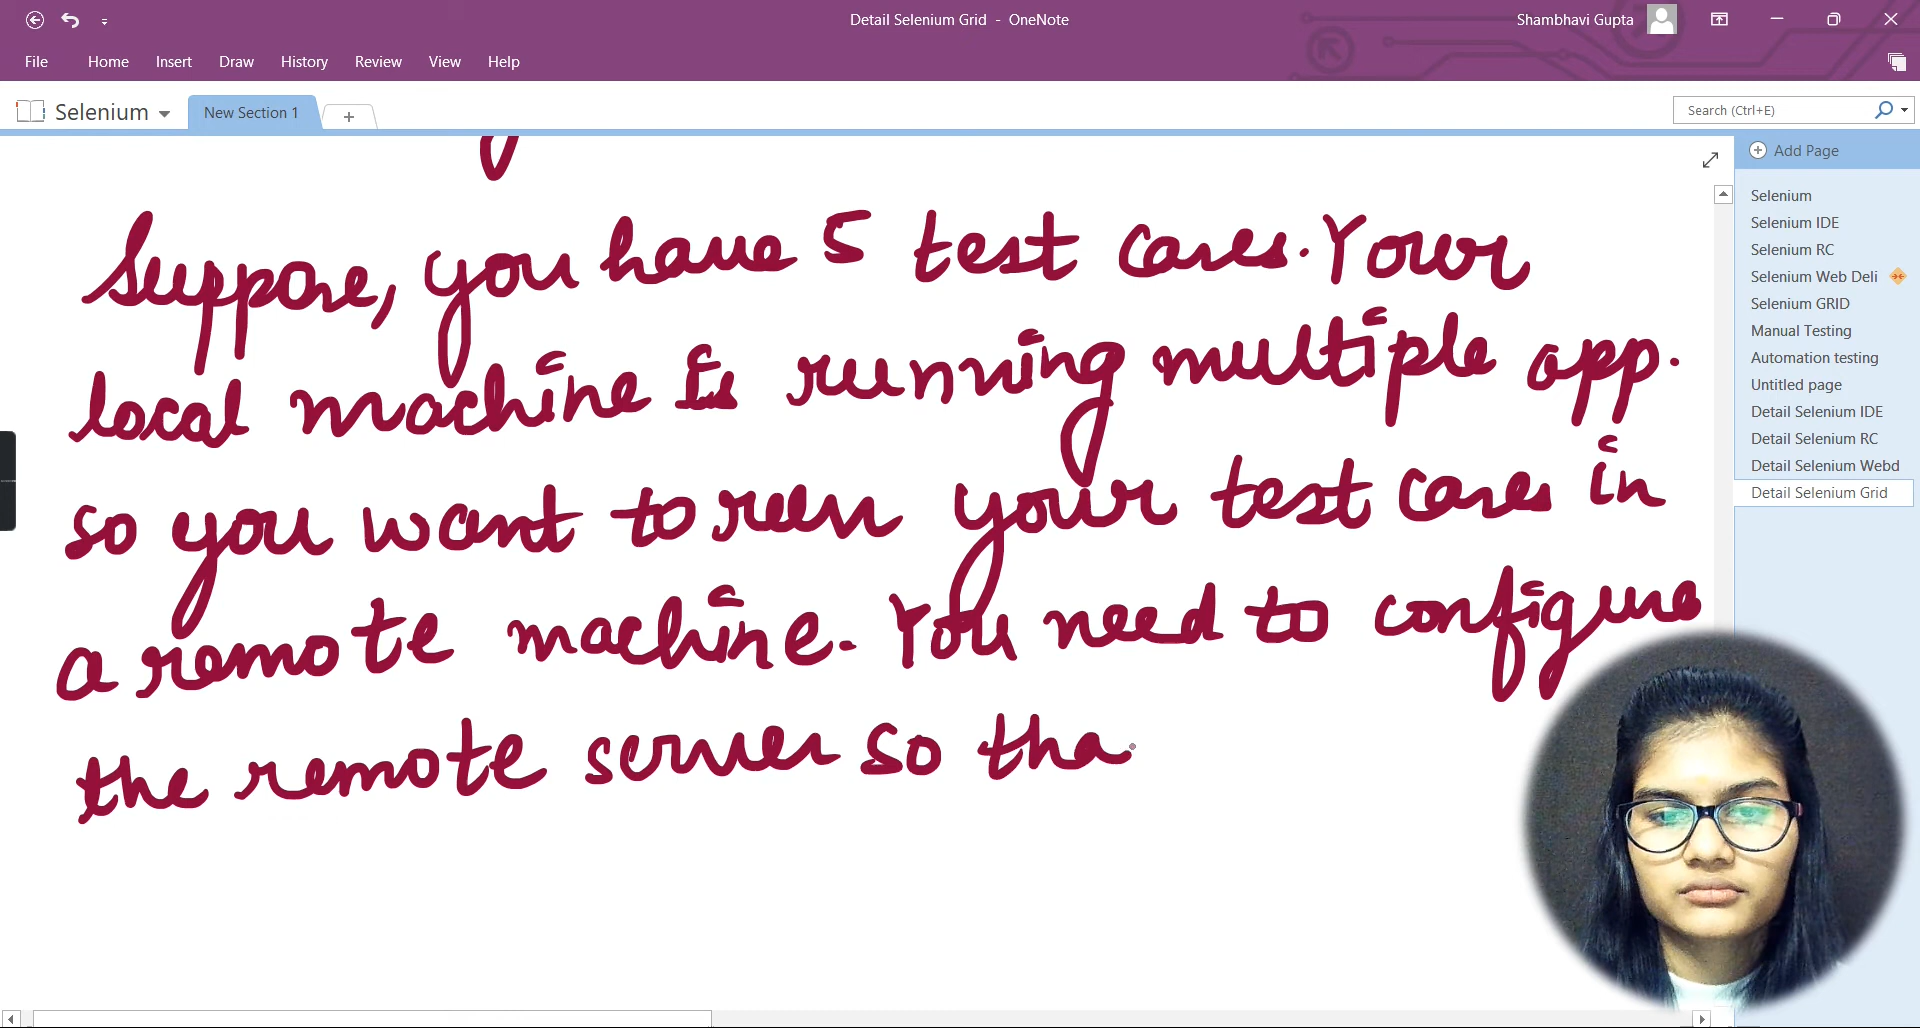 Detail Selenium Grid - OneNote
Shambhavi Gupta
File Home Insert Draw History Review View Help
Selenium
New Section 1
+
Search (Ctrl+E)
Add Page
Selenium
Selenium IDE
Selenium RC
Selenium Web Deli
Selenium GRID
Manual Testing
Automation testing
Untitled page
Detail Selenium IDE
Detail Selenium RC
Detail Selenium Webd
Detail Selenium Grid
Suppose, you have 5 test cases. Your
local machine is running multiple app.
so you want to run your test cases in
a remote machine. You need to configure
the remote server so tha